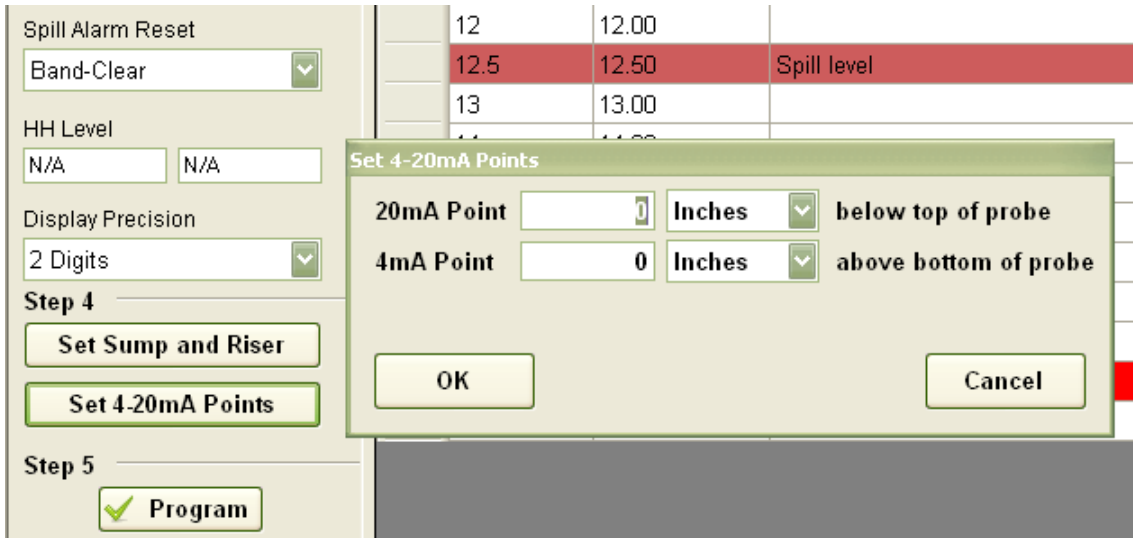 Spill Alarm Reset
Band-Clear
HH Level
N/A N/A
Display Precision
2 Digits
Step 4
Set Sump and Riser
Set 4-20mA Points
Step 5
Program
12 12.00
12.5 12.50 Spill level
13 13.00
Set 4-20mA Points
20mA Point 0 Inches below top of probe
4mA Point 0 Inches above bottom of probe
OK Cancel